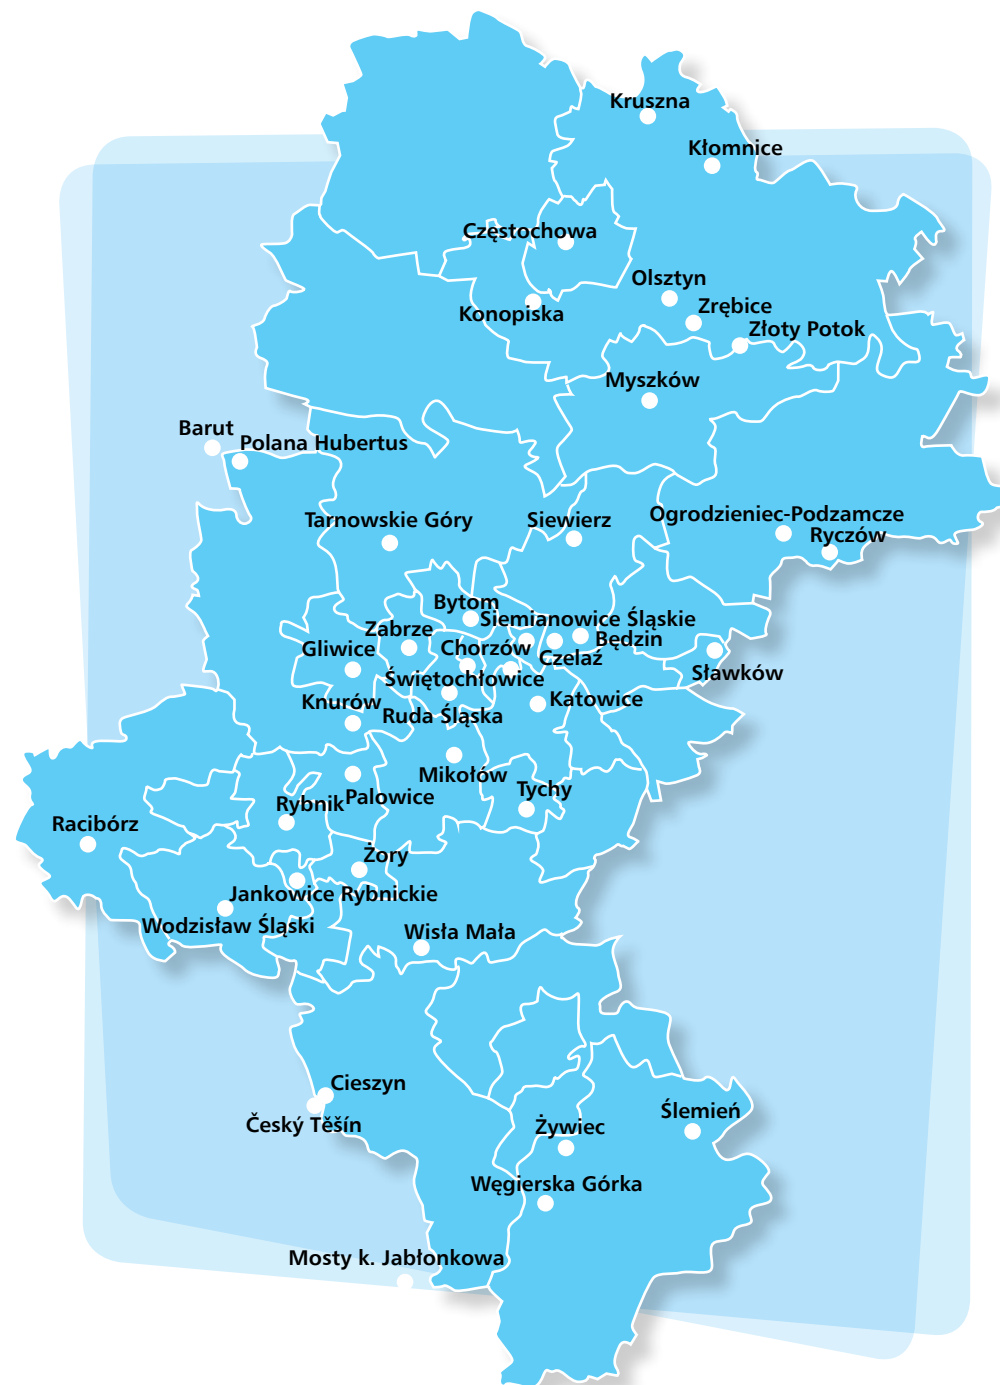 Kruszna
Kłomnice
Częstochowa
Olsztyn
Zrębice
Konopiska
Złoty Potok
Myszków
Barut
Polana Hubertus
Ogrodzieniec-Podzamcze
Tarnowskie Góry
Siewierz
Ryczów
Bytom
Siemianowice Śląskie
Zabrze
Będzin
Gliwice
Chorzów
Czelaź
Sławków
Świętochłowice
Katowice
Knurów
Ruda Śląska
Mikołów
Tychy
Palowice
Rybnik
Racibórz
Żory
Jankowice Rybnickie
Wodzisław Śląski
Wisła Mała
Cieszyn
Ślemień
Český Těšín
Żywiec
Węgierska Górka
Mosty k. Jabłonkowa